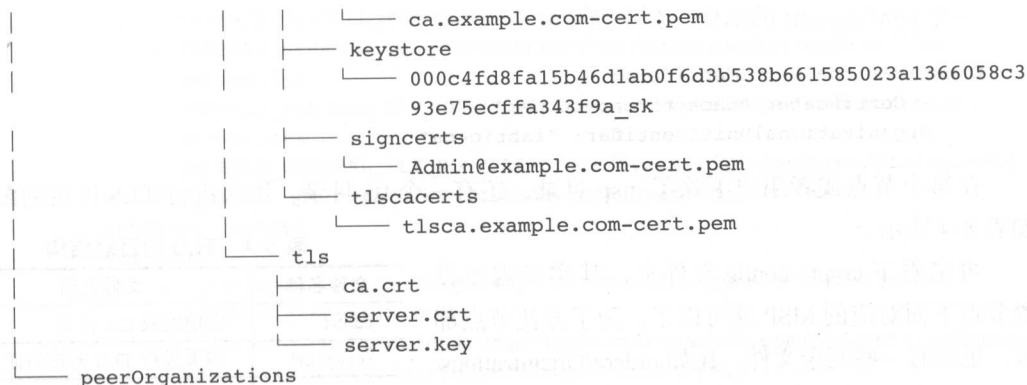 │ │ │ └── ca.example.com-cert.pem
│ │ ├── keystore
│ │ │ └── 000c4fd8fa15b46d1ab0f6d3b538b661585023a1366058c3
93e75ecffa343f9a_sk
│ │ ├── signcerts
│ │ │ └── Admin@example.com-cert.pem
│ │ └── tlscacerts
│ │ └── tlsca.example.com-cert.pem
│ └── tls
│ ├── ca.crt
│ ├── server.crt
│ └── server.key
└── peerOrganizations